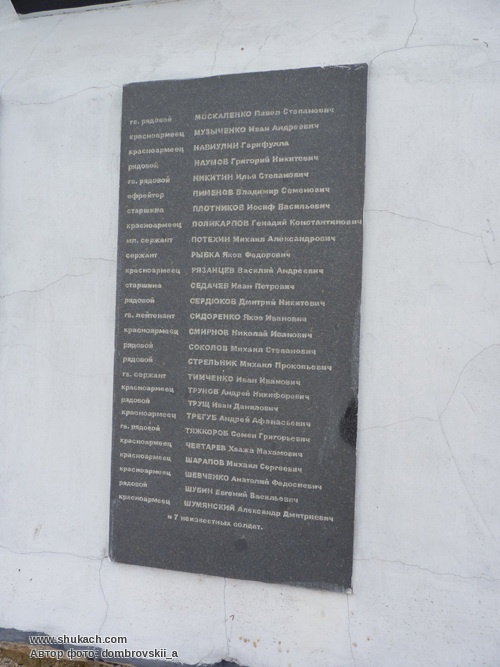 гв. рядовой МОСКАЛЕНКО Павел Степанович
красноармеец МУЗЫЧЕНКО Иван Андреевич
красноармеец НАБИУЛИН Гарифулла
рядовой НАУМОВ Григорий Никитович
гв. рядовой НИКИТИН Илья Степанович
ефрейтор ПИМЕНОВ Владимир Семенович
старшина ПЛОТНИКОВ Иосиф Васильевич
красноармеец ПОЛИКАРПОВ Генадий Константинович
мл. сержант ПОТЕХИН Михаил Александрович
сержант РЫБКА Яков Федорович
красноармеец РЯЗАНЦЕВ Василий Андреевич
старшина СЕДАЧЕВ Иван Петрович
рядовой СЕРДЮКОВ Дмитрий Никитович
гв. лейтенант СИДОРЕНКО Яков Иванович
красноармеец СМИРНОВ Николай Иванович
рядовой СОКОЛОВ Михаил Степанович
рядовой СТРЕЛЬНИК Михаил Прокопьевич
гв. сержант ТИМЧЕНКО Иван Иванович
красноармеец ТРУНОВ Андрей Никифорович
рядовой ТРУЩ Иван Данилович
красноармеец ТРЕГУБ Андрей Афанасьевич
гв. рядовой ТЯЖКОРОБ Семен Григорьевич
красноармеец ЧЕВТАРЕВ Махамович
красноармеец ШАРАПОВ Михаил Сергеевич
красноармеец ШЕВЧЕНКО Анатолий Федосиевич
рядовой ШУБИН Евгений Васильевич
красноармеец ШУМЯНСКИЙ Александр Дмитриевич
и 7 неизвестных солдат.
www.shukach.com
Автор фото: dombrovskii_a